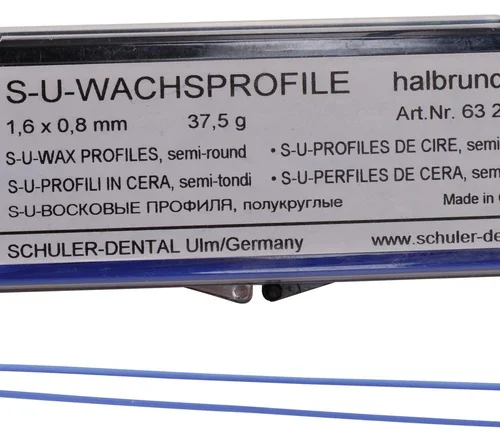 S-U-WACHSPROFILE halbrund
1,6 x 0,8 mm 37,5 g Art.Nr. 63 2
S-U-WAX PROFILES, semi-round • S-U-PROFILES DE CIRE, semi
S-U-PROFILI IN CERA, semi-tondi • S-U-PERFILES DE CERA, semi
S-U-ВОСКОВЫЕ ПРОФИЛЯ, полукруглые Made in
SCHULER-DENTAL Ulm/Germany www.schuler-de